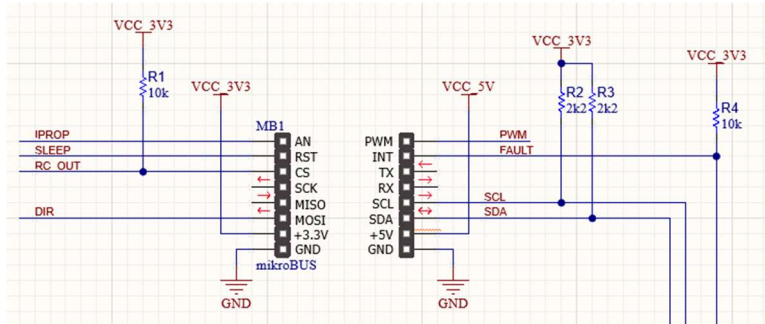 VCC_3V3
R1
10k
VCC_3V3
VCC_5V
VCC_3V3
R2
2k2
R3
2k2
VCC_3V3
R4
10k
MB1
IPROP
SLEEP
RC_OUT
DIR
AN
RST
CS
SCK
MISO
MOSI
+3.3V
GND
mikroBUS
GND
PWM
INT
TX
RX
SCL
SDA
+5V
GND
GND
PWM
FAULT
SCL
SDA